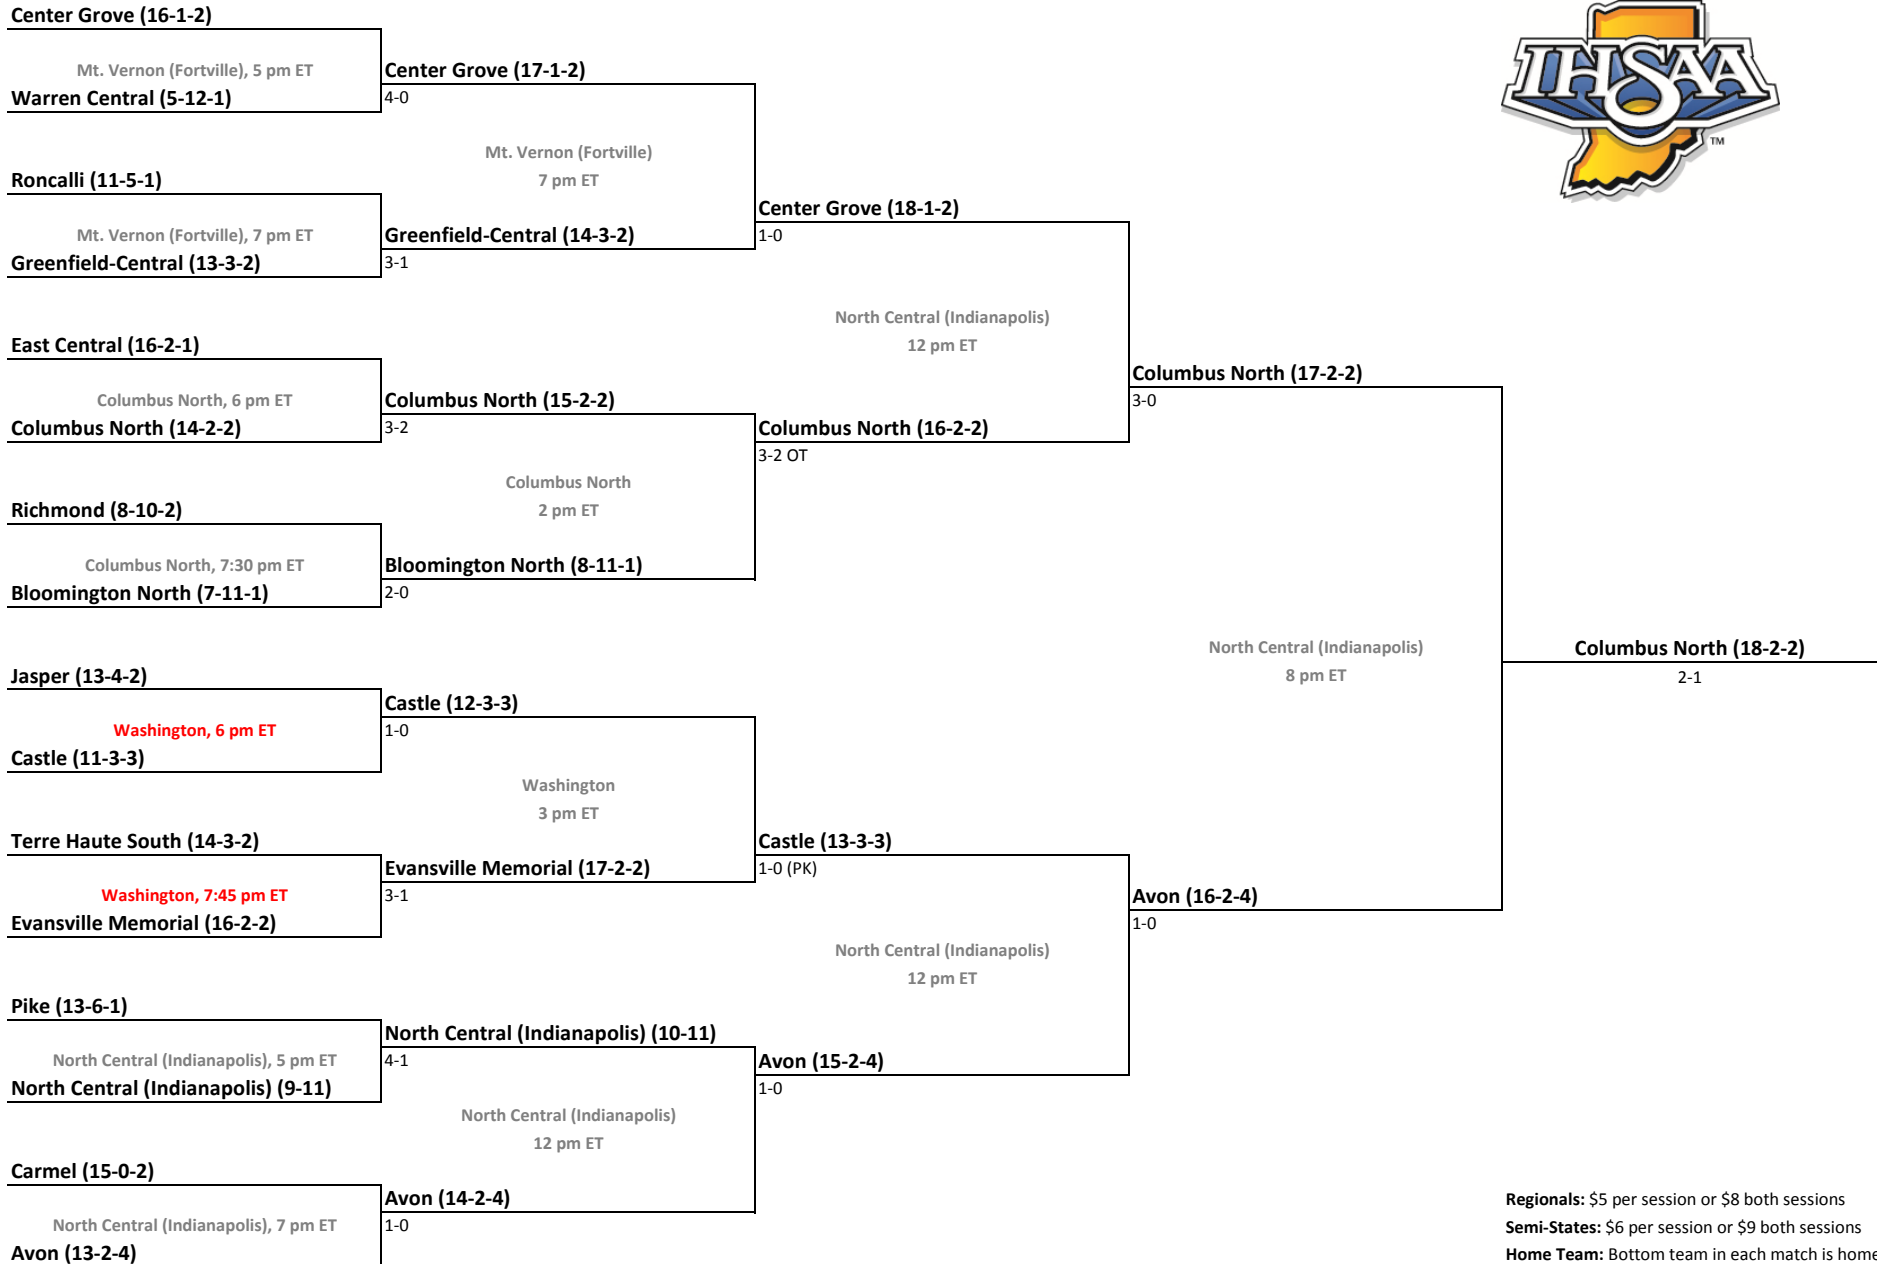 Center Grove (16-1-2)
Mt. Vernon (Fortville), 5 pm ET
Warren Central (5-12-1)
Roncalli (11-5-1)
Mt. Vernon (Fortville), 7 pm ET
Greenfield-Central (13-3-2)
East Central (16-2-1)
Columbus North, 6 pm ET
Columbus North (14-2-2)
Richmond (8-10-2)
Columbus North, 7:30 pm ET
Bloomington North (7-11-1)
Jasper (13-4-2)
Washington, 6 pm ET
Castle (11-3-3)
Terre Haute South (14-3-2)
Washington, 7:45 pm ET
Evansville Memorial (16-2-2)
Pike (13-6-1)
North Central (Indianapolis), 5 pm ET
North Central (Indianapolis) (9-11)
Carmel (15-0-2)
North Central (Indianapolis), 7 pm ET
Avon (13-2-4)
Center Grove (17-1-2)
4-0
Mt. Vernon (Fortville)
7 pm ET
Greenfield-Central (14-3-2)
3-1
Columbus North (15-2-2)
3-2
Columbus North
2 pm ET
Bloomington North (8-11-1)
2-0
Castle (12-3-3)
1-0
Washington
3 pm ET
Evansville Memorial (17-2-2)
3-1
North Central (Indianapolis) (10-11)
4-1
North Central (Indianapolis)
12 pm ET
Avon (14-2-4)
1-0
Center Grove (18-1-2)
1-0
North Central (Indianapolis)
12 pm ET
Columbus North (16-2-2)
3-2 OT
Castle (13-3-3)
1-0 (PK)
North Central (Indianapolis)
12 pm ET
Avon (15-2-4)
1-0
Columbus North (17-2-2)
3-0
North Central (Indianapolis)
8 pm ET
Avon (16-2-4)
1-0
IHSAA
TM
Columbus North (18-2-2)
2-1
Regionals: $5 per session or $8 both sessions
Semi-States: $6 per session or $9 both sessions
Home Team: Bottom team in each match is home